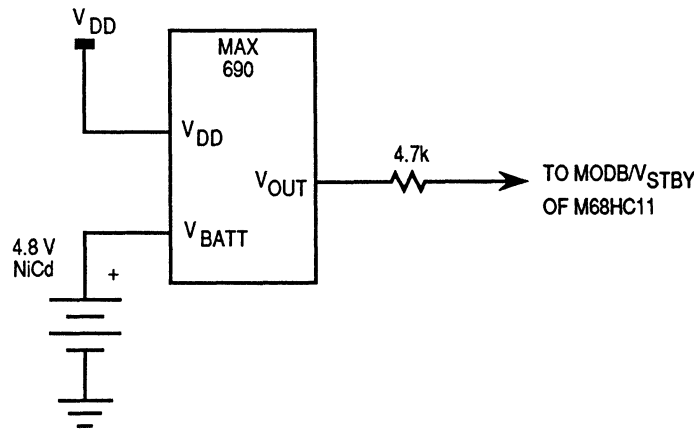 VDD
MAX
690
VDD
4.7k
VOUT
TO MODB/VSTBY
OF M68HC11
VBATT
4.8 V
NiCd
+